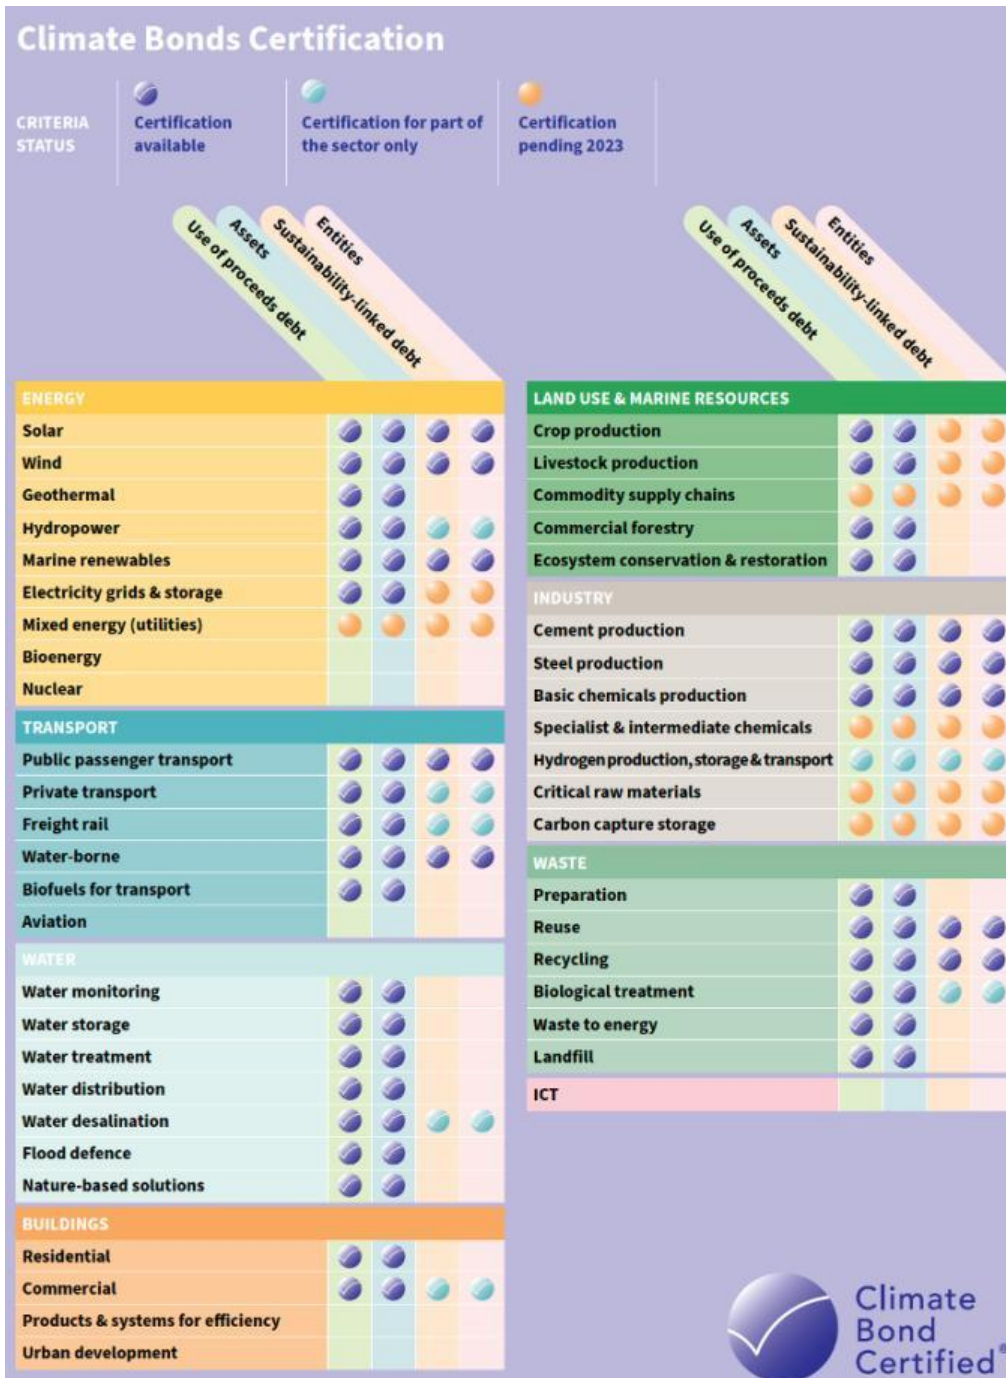 Climate Bonds Certification
CRITERIA
STATUS
Certification
available
Certification for part of
the sector only
Certification
pending 2023
Use of proceeds debt
Assets
Sustainability-linked debt
Entities
ENERGY
Solar
Wind
Geothermal
Hydropower
Marine renewables
Electricity grids & storage
Mixed energy (utilities)
Bioenergy
Nuclear
TRANSPORT
Public passenger transport
Private transport
Freight rail
Water-borne
Biofuels for transport
Aviation
WATER
Water monitoring
Water storage
Water treatment
Water distribution
Water desalination
Flood defence
Nature-based solutions
BUILDINGS
Residential
Commercial
Products & systems for efficiency
Urban development
Use of proceeds debt
Assets
Sustainability-linked debt
Entities
LAND USE & MARINE RESOURCES
Crop production
Livestock production
Commodity supply chains
Commercial forestry
Ecosystem conservation & restoration
INDUSTRY
Cement production
Steel production
Basic chemicals production
Specialist & intermediate chemicals
Hydrogen production, storage & transport
Critical raw materials
Carbon capture storage
WASTE
Preparation
Reuse
Recycling
Biological treatment
Waste to energy
Landfill
ICT
Climate
Bond
Certified®